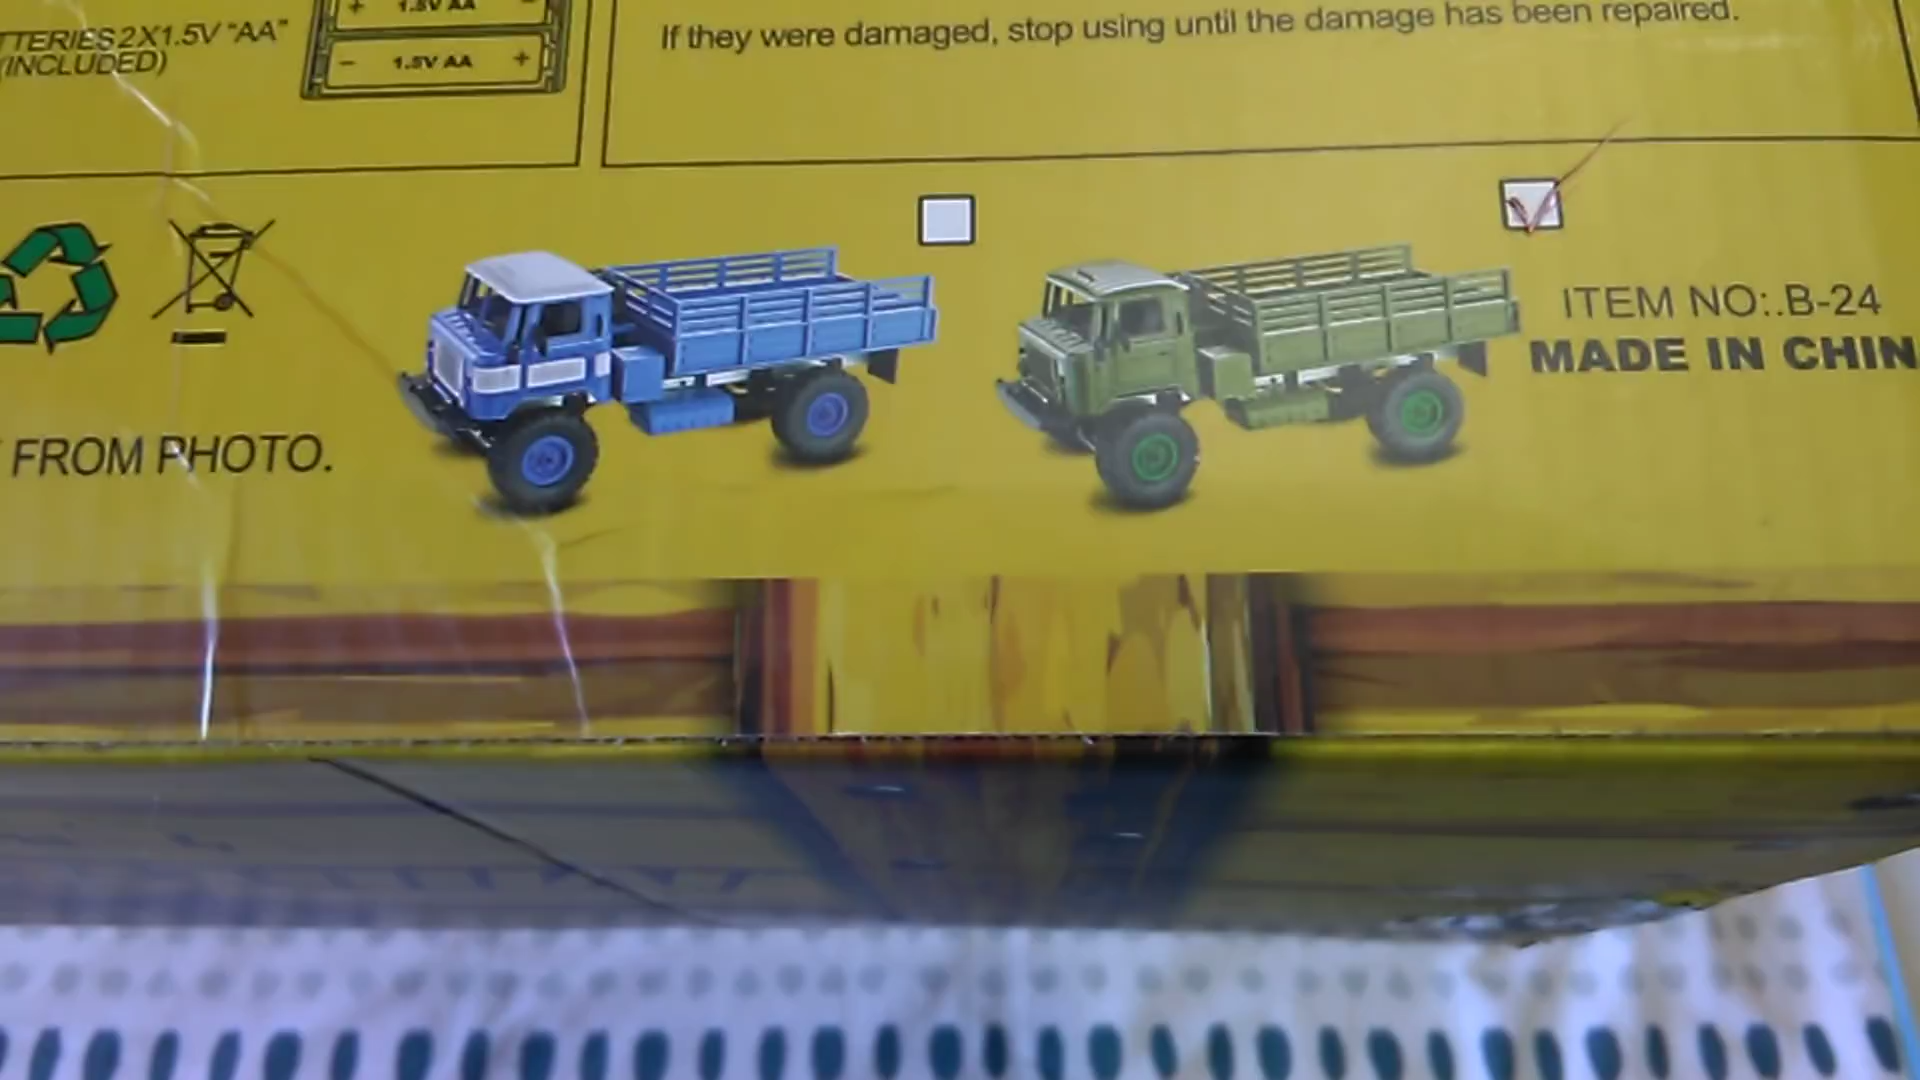 1.5V AA
TTERIES 2X1.5V "AA"
(INCLUDED)
1.5V AA
If they were damaged, stop using until the damage has been repaired.
ITEM NO:.B-24
MADE IN CHIN
FROM PHOTO.